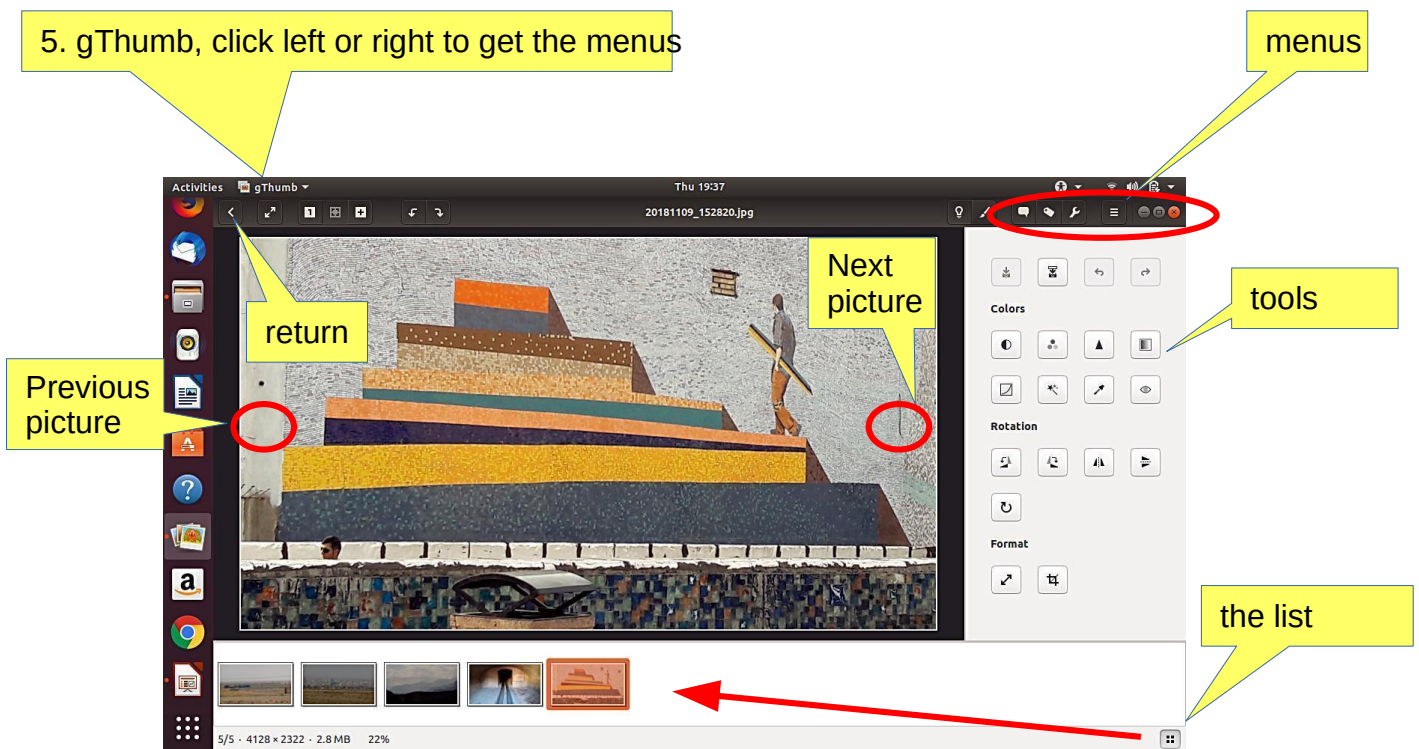 5. gThumb, click left or right to get the menus
menus
Activities gThumb
Thu 19:37
20181109_152820.jpg
Next
picture
return
Previous
picture
Colors
tools
Rotation
Format
the list
5/5 · 4128 × 2322 · 2.8 MB 22%